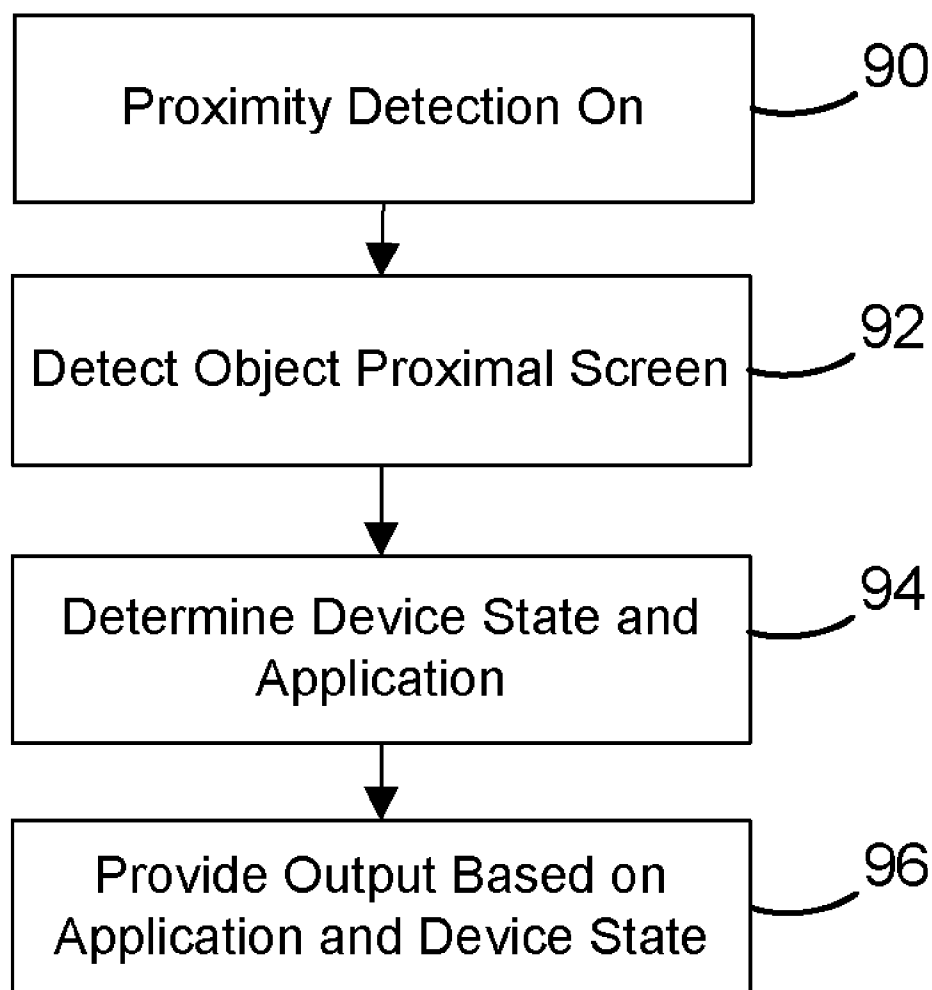 Proximity Detection On
90
Detect Object Proximal Screen
92
Determine Device State and
Application
94
Provide Output Based on
Application and Device State
96